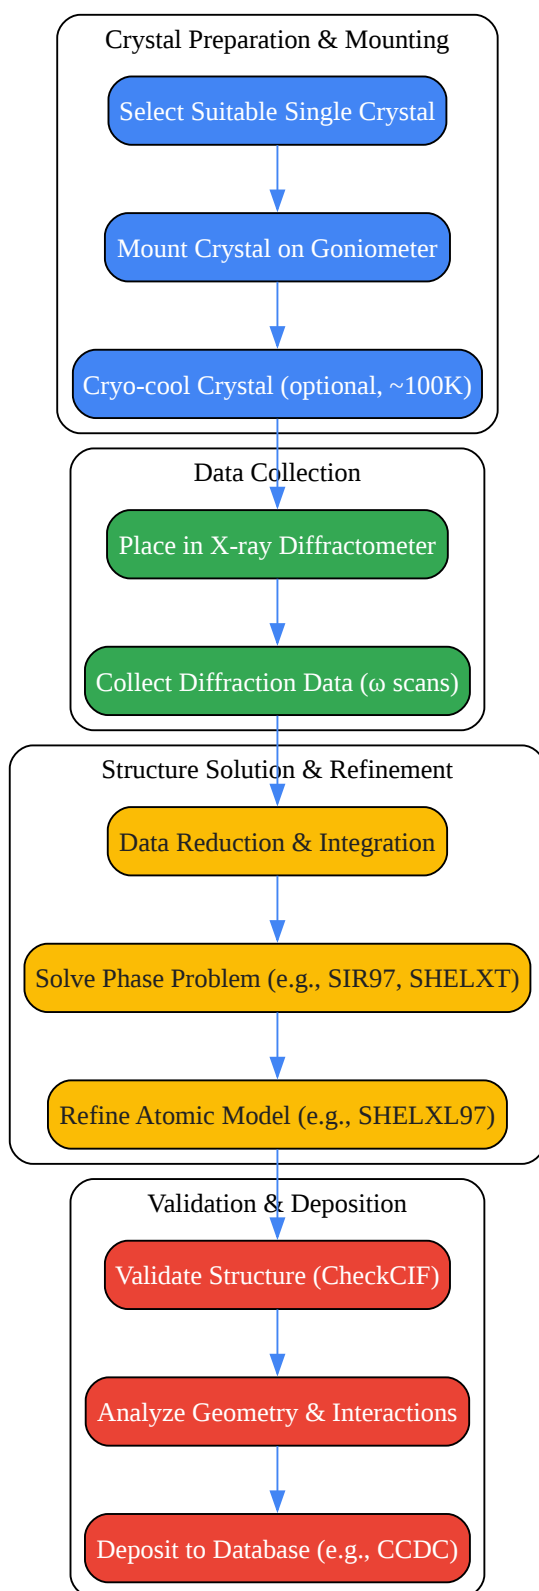 Crystal Preparation & Mounting
Select Suitable Single Crystal
Mount Crystal on Goniometer
Cryo-cool Crystal (optional, ~100K)
Data Collection
Place in X-ray Diffractometer
Collect Diffraction Data (ω scans)
Structure Solution & Refinement
Data Reduction & Integration
Solve Phase Problem (e.g., SIR97, SHELXT)
Refine Atomic Model (e.g., SHELXL97)
Validation & Deposition
Validate Structure (CheckCIF)
Analyze Geometry & Interactions
Deposit to Database (e.g., CCDC)